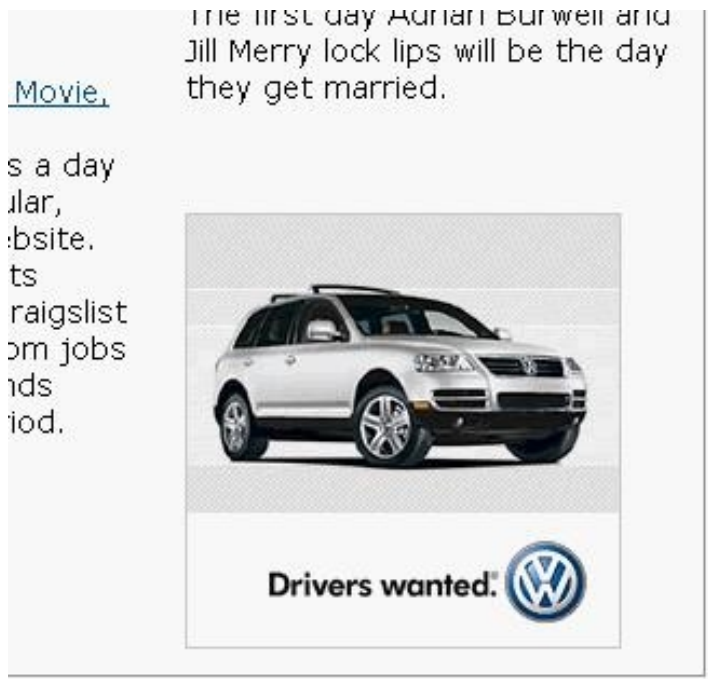 Movie,
s a day
ular,
bsite.
ts
raigslist
om jobs
nds
iod.
The first day Adrian Burwell and
Jill Merry lock lips will be the day
they get married.
Drivers wanted.®